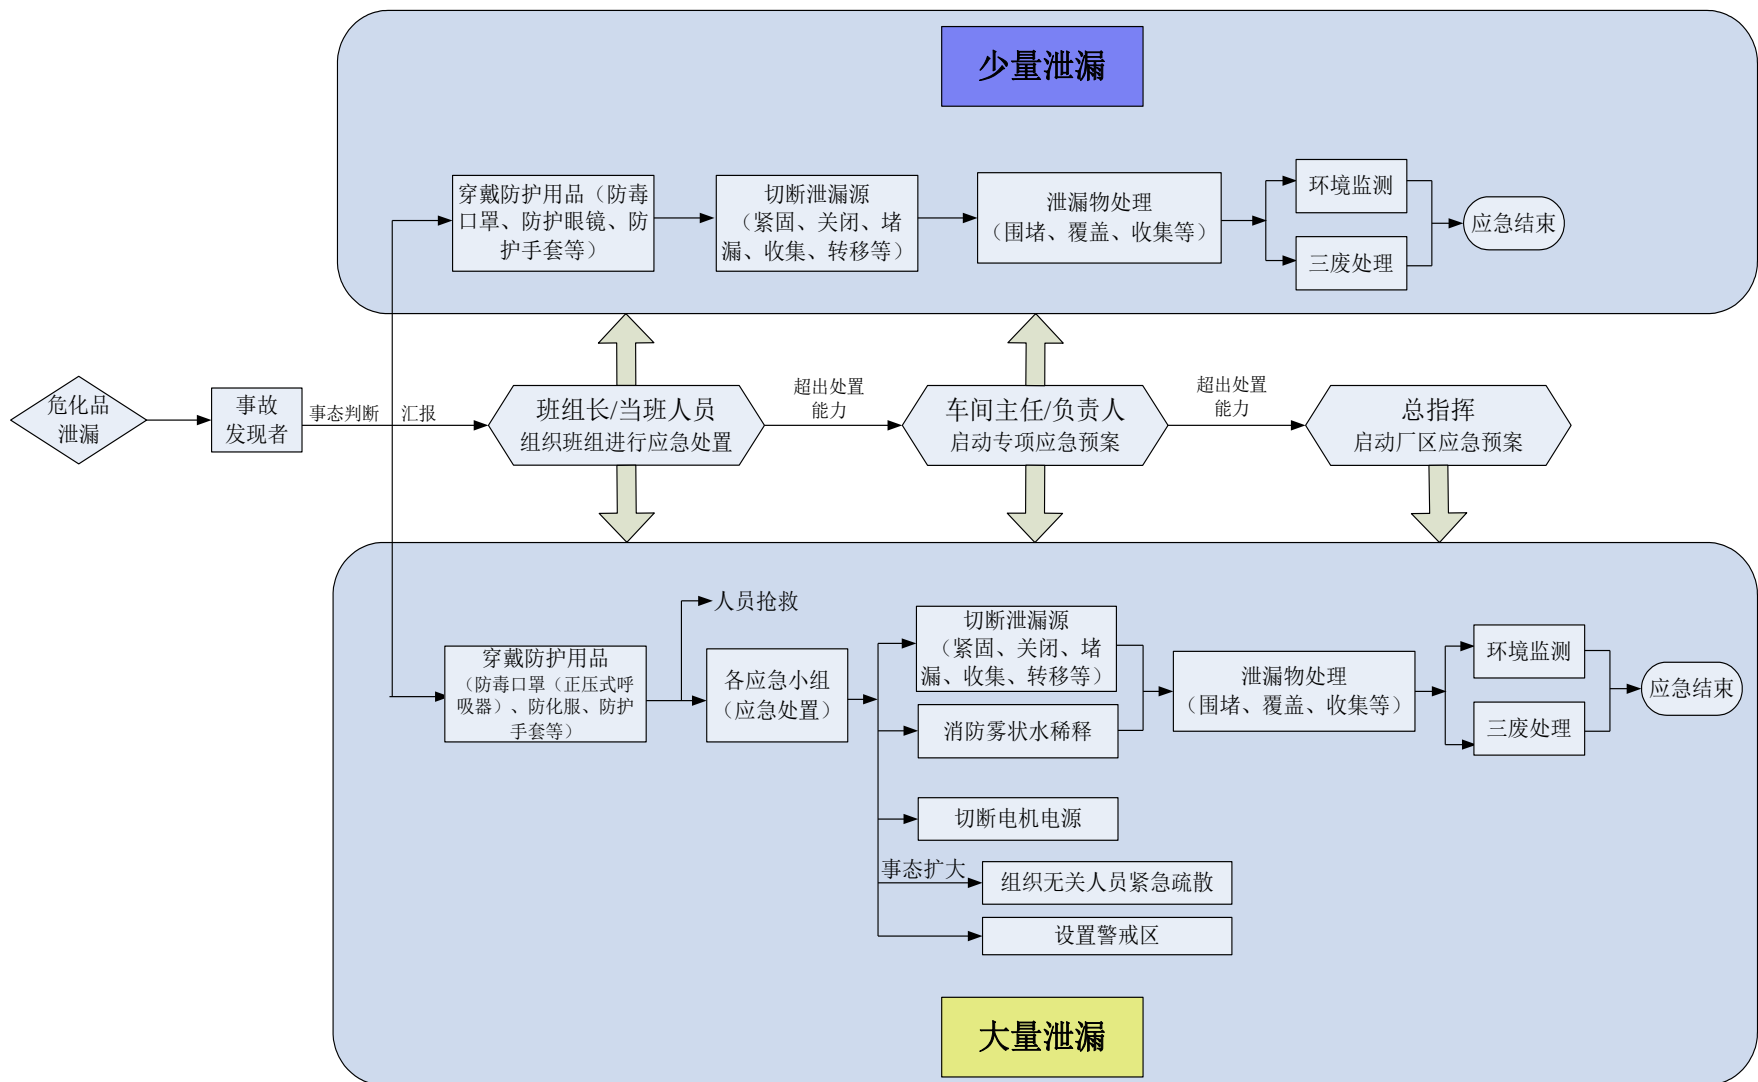 少量泄漏
穿戴防护用品（防毒
口罩、防护眼镜、防
护手套等）
切断泄漏源
（紧固、关闭、堵
漏、收集、转移等）
泄漏物处理
（围堵、覆盖、收集等）
环境监测
三废处理
应急结束
危化品
泄漏
事故
发现者
事态判断
汇报
班组长/当班人员
组织班组进行应急处置
超出处置
能力
车间主任/负责人
启动专项应急预案
超出处置
能力
总指挥
启动厂区应急预案
穿戴防护用品
（防毒口罩（正压式呼
吸器）、防化服、防护
手套等）
人员抢救
各应急小组
（应急处置）
切断泄漏源
（紧固、关闭、堵
漏、收集、转移等）
消防雾状水稀释
切断电机电源
事态扩大
组织无关人员紧急疏散
设置警戒区
泄漏物处理
（围堵、覆盖、收集等）
环境监测
三废处理
应急结束
大量泄漏